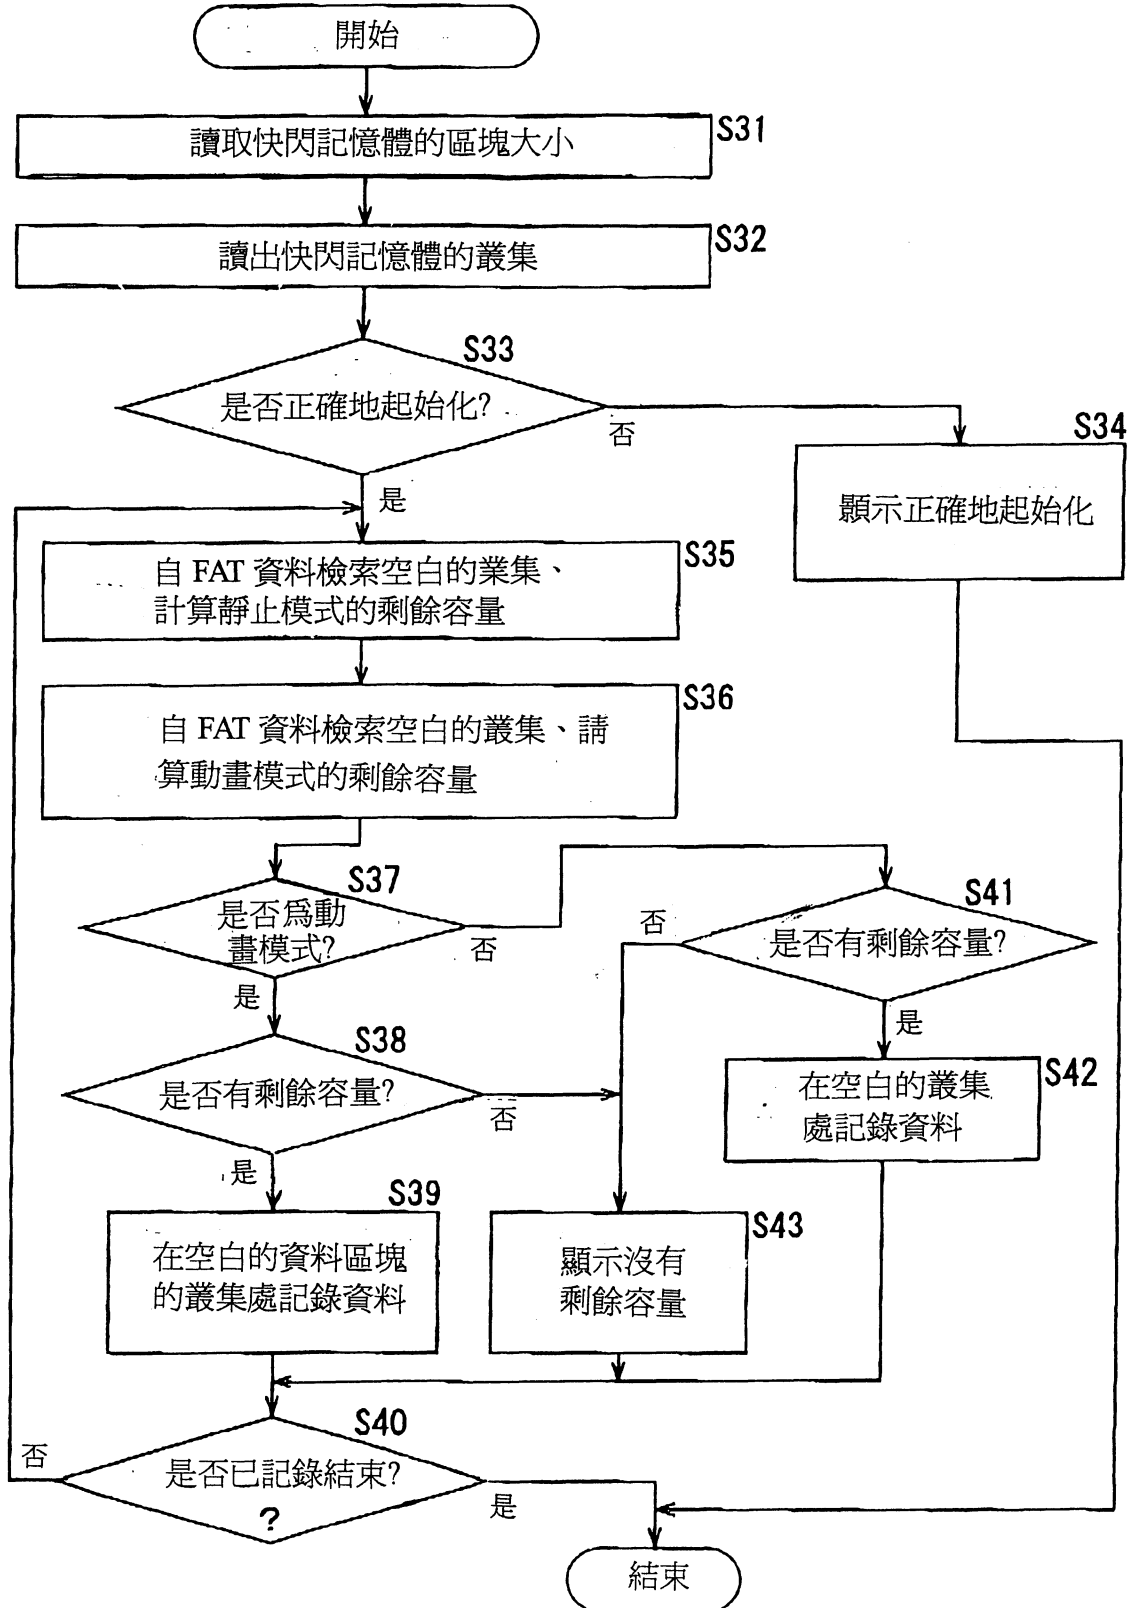 開始
S31
讀取快閃記憶體的區塊大小
S32
讀出快閃記憶體的叢集
S33
是否正確地起始化?
否
S34
顯示正確地起始化
是
S35
自 FAT 資料檢索空白的業集、
計算靜止模式的剩餘容量
S36
自 FAT 資料檢索空白的叢集、請
算動畫模式的剩餘容量
S37
是否為動
畫模式?
否
是
S41
是否有剩餘容量?
否
是
S38
是否有剩餘容量?
否
是
S42
在空白的叢集
處記錄資料
S39
在空白的資料區塊
的叢集處記錄資料
S43
顯示沒有
剩餘容量
S40
是否已記錄結束?
?
否
是
結束